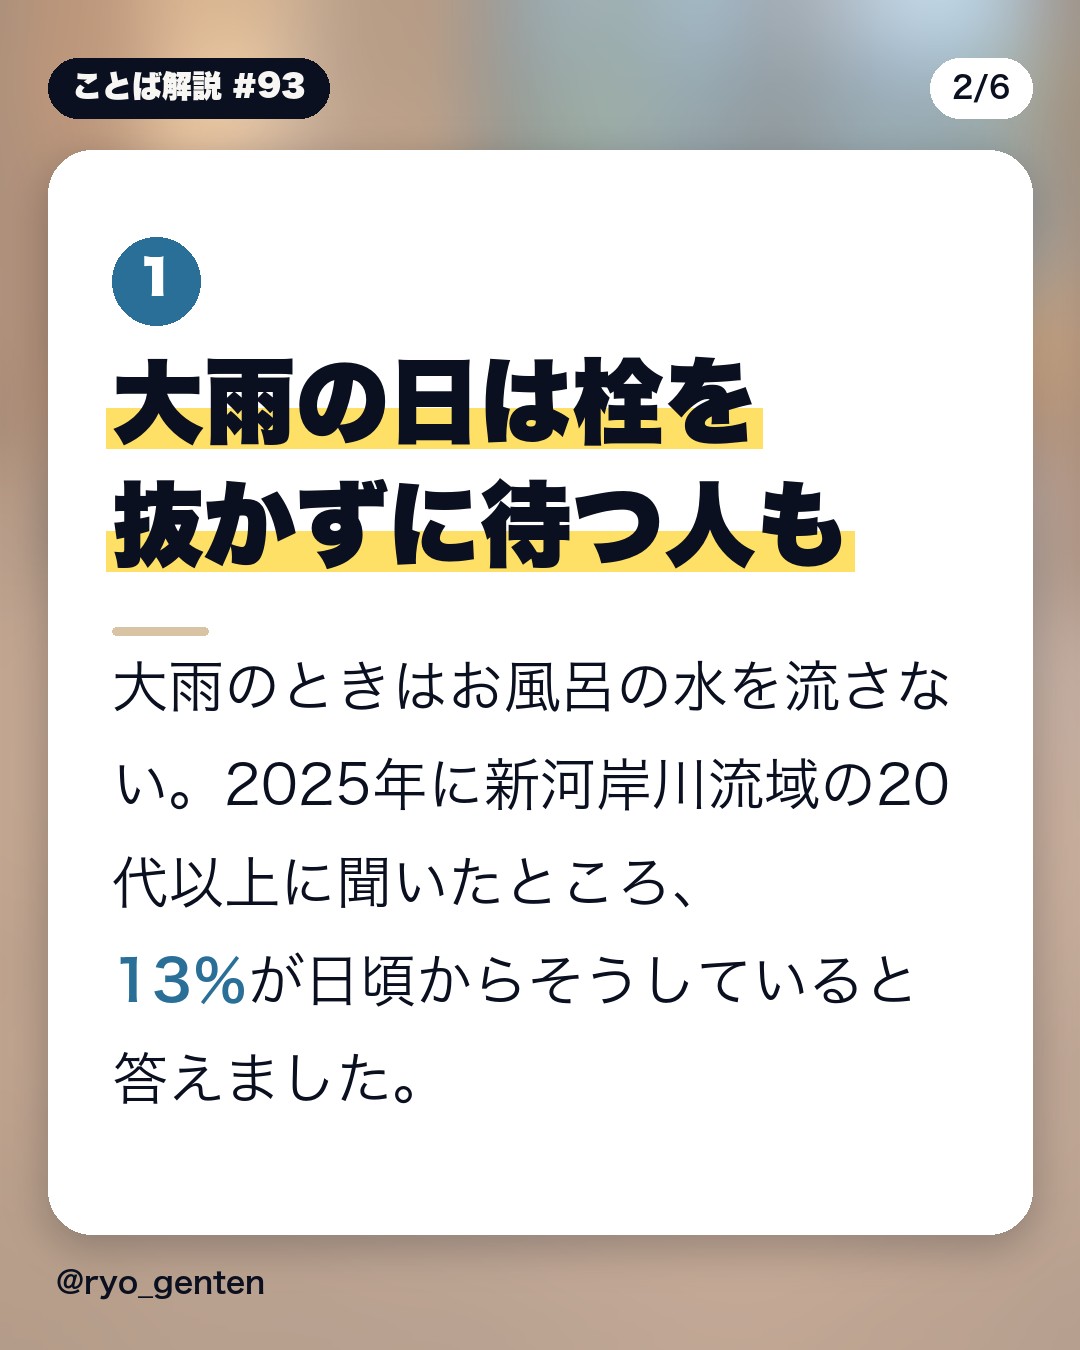 ことば解説 #93
2/6
1
大雨の日は栓を
抜かずに待つ人も
大雨のときはお風呂の水を流さな
い。2025年に新河岸川流域の20
代以上に聞いたところ、
13%が日頃からそうしていると
答えました。
@ryo_genten